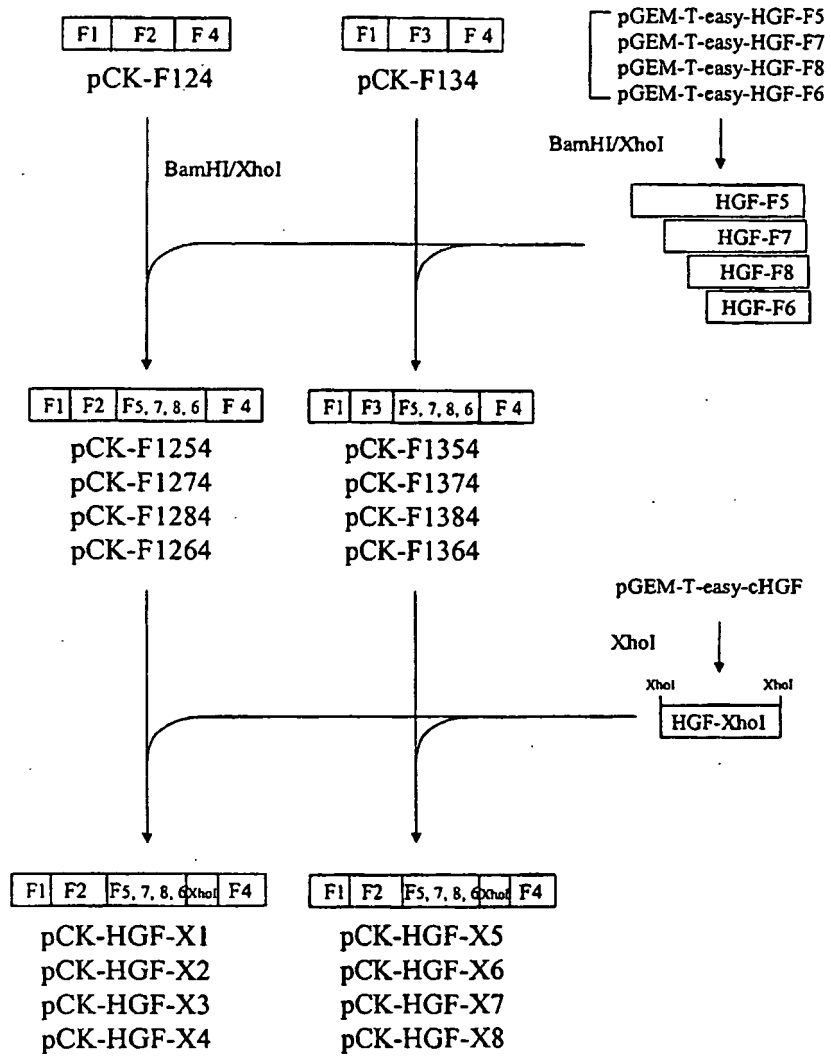 F1 F2 F 4
pCK-F124
F1 F3 F 4
pCK-F134
pGEM-T-easy-HGF-F5
pGEM-T-easy-HGF-F7
pGEM-T-easy-HGF-F8
pGEM-T-easy-HGF-F6
BamHI/XhoI
BamHI/XhoI
HGF-F5
HGF-F7
HGF-F8
HGF-F6
F1 F2 F5, 7, 8, 6 F 4
pCK-F1254
pCK-F1274
pCK-F1284
pCK-F1264
F1 F3 F5, 7, 8, 6 F 4
pCK-F1354
pCK-F1374
pCK-F1384
pCK-F1364
pGEM-T-easy-cHGF
XhoI
XhoI XhoI
HGF-XhoI
F1 F2 F5, 7, 8, 6 XhoI F4
pCK-HGF-X1
pCK-HGF-X2
pCK-HGF-X3
pCK-HGF-X4
F1 F2 F5, 7, 8, 6 XhoI F4
pCK-HGF-X5
pCK-HGF-X6
pCK-HGF-X7
pCK-HGF-X8